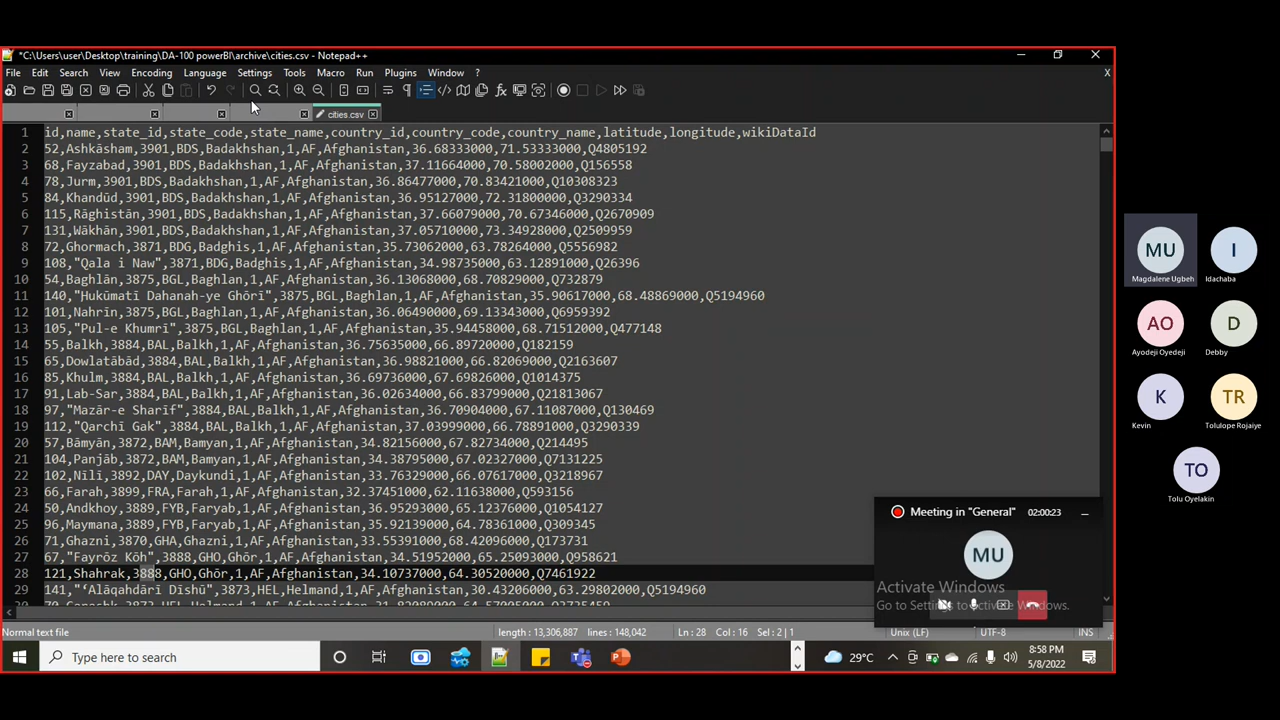 *C:\Users\user\Desktop\training\DA-100 powerBI\archive\cities.csv - Notepad++
File Edit Search View Encoding Language Settings Tools Macro Run Plugins Window ? X
cities.csv
1 id,name,state_id,state_code,state_name,country_id,country_code,country_name,latitude,longitude,wikiDataId
2 52,Ashkāsham,3901,BDS,Badakhshan,1,AF,Afghanistan,36.68333000,71.53333000,Q4805192
3 68,Fayzabad,3901,BDS,Badakhshan,1,AF,Afghanistan,37.11664000,70.58002000,Q156558
4 78,Jurm,3901,BDS,Badakhshan,1,AF,Afghanistan,36.86477000,70.83421000,Q10308323
5 84,Khandūd,3901,BDS,Badakhshan,1,AF,Afghanistan,36.95127000,72.31800000,Q3290334
6 115,Rāghistān,3901,BDS,Badakhshan,1,AF,Afghanistan,37.66079000,70.67346000,Q2670909
7 131,Wākhān,3901,BDS,Badakhshan,1,AF,Afghanistan,37.05710000,73.34928000,Q2509959
8 72,Ghormach,3871,BDG,Badghis,1,AF,Afghanistan,35.73062000,63.78264000,Q5556982
9 108,"Qala i Naw",3871,BDG,Badghis,1,AF,Afghanistan,34.98735000,63.12891000,Q26396
10 54,Baghlān,3875,BGL,Baghlan,1,AF,Afghanistan,36.13068000,68.70829000,Q732879
11 140,"Ḩukūmatī Dahanah-ye Ghōrī",3875,BGL,Baghlan,1,AF,Afghanistan,35.90617000,68.48869000,Q5194960
12 101,Nahrīn,3875,BGL,Baghlan,1,AF,Afghanistan,36.06490000,69.13343000,Q6959392
13 105,"Pul-e Khumrī",3875,BGL,Baghlan,1,AF,Afghanistan,35.94458000,68.71512000,Q477148
14 55,Balkh,3884,BAL,Balkh,1,AF,Afghanistan,36.75635000,66.89720000,Q182159
15 65,Dowlatābād,3884,BAL,Balkh,1,AF,Afghanistan,36.98821000,66.82069000,Q2163607
16 85,Khulm,3884,BAL,Balkh,1,AF,Afghanistan,36.69736000,67.69826000,Q1014375
17 91,Lab-Sar,3884,BAL,Balkh,1,AF,Afghanistan,36.02634000,66.83799000,Q21813067
18 97,"Mazār-e Sharīf",3884,BAL,Balkh,1,AF,Afghanistan,36.70904000,67.11087000,Q130469
19 112,"Qarchī Gak",3884,BAL,Balkh,1,AF,Afghanistan,37.03999000,66.78891000,Q3290339
20 57,Bāmyān,3872,BAM,Bamyan,1,AF,Afghanistan,34.82156000,67.82734000,Q214495
21 104,Panjāb,3872,BAM,Bamyan,1,AF,Afghanistan,34.38795000,67.02327000,Q7131225
22 102,Nīlī,3892,DAY,Daykundi,1,AF,Afghanistan,33.76329000,66.07617000,Q3218967
23 66,Farah,3899,FRA,Farah,1,AF,Afghanistan,32.37451000,62.11638000,Q593156
24 50,Andkhoy,3889,FYB,Faryab,1,AF,Afghanistan,36.95293000,65.12380000,Q1054127
25 96,Maymana,3889,FYB,Faryab,1,AF,Afghanistan,35.92139000,64.78361000,Q309345
26 71,Ghazni,3870,GHA,Ghazni,1,AF,Afghanistan,33.55391000,68.42096000,Q173731
27 67,"Fayrōz Kōh",3888,GHO,Ghōr,1,AF,Afghanistan,34.51952000,65.25093000,Q958621
28 121,Shahrak,3888,GHO,Ghōr,1,AF,Afghanistan,34.10737000,64.30520000,Q7461922
29 141,"‘Alāqahdārī Dīshū",3873,HEL,Helmand,1,AF,Afghanistan,30.43206000,63.29802000,Q5194960
Normal text file length : 13,306,887 lines : 148,042 Ln : 28 Col : 16 Sel : 2 | 1 Unix (LF) UTF-8 INS
Type here to search
29°C
8:58 PM
5/8/2022
Meeting in "General" 02:00:23
MU
Activate Windows
Go to Settings to activate Windows.
MU I
Magdalene Ugbeh Idachaba
AO D
Ayodeji Oyedeji Debby
K TR
Kevin Tolulope Rojaiye
TO
Tolu Oyelakin